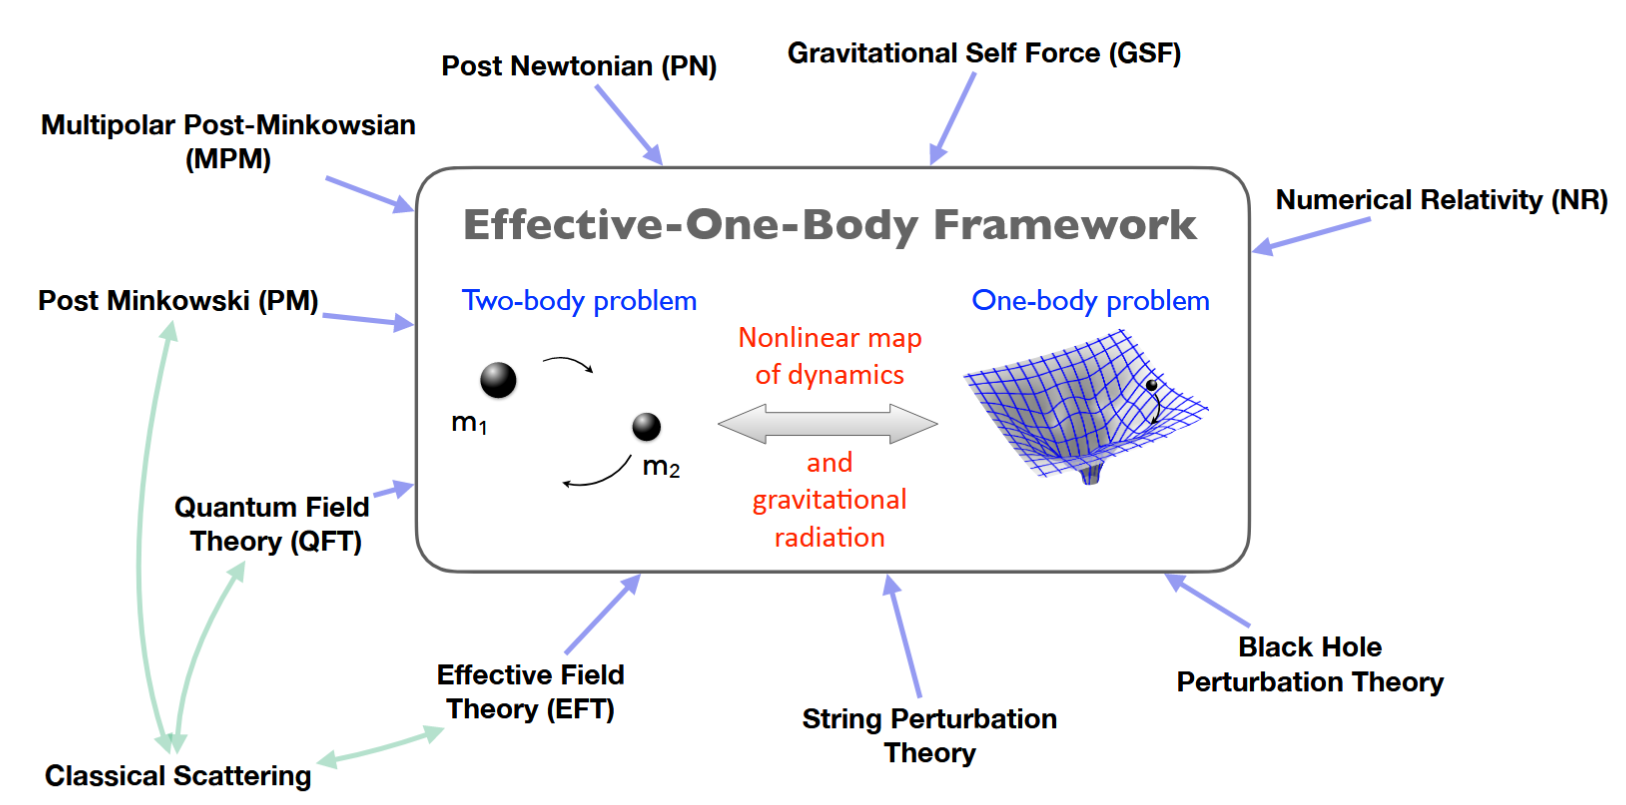 Gravitational Self Force (GSF)
Post Newtonian (PN)
Multipolar Post-Minkowsian
(MPM)
Numerical Relativity (NR)
Effective-One-Body Framework
Post Minkowski (PM)
Two-body problem
One-body problem
Nonlinear map
of dynamics
m1
m2
and
gravitational
radiation
Quantum Field
Theory (QFT)
Effective Field
Theory (EFT)
Black Hole
Perturbation Theory
String Perturbation
Theory
Classical Scattering